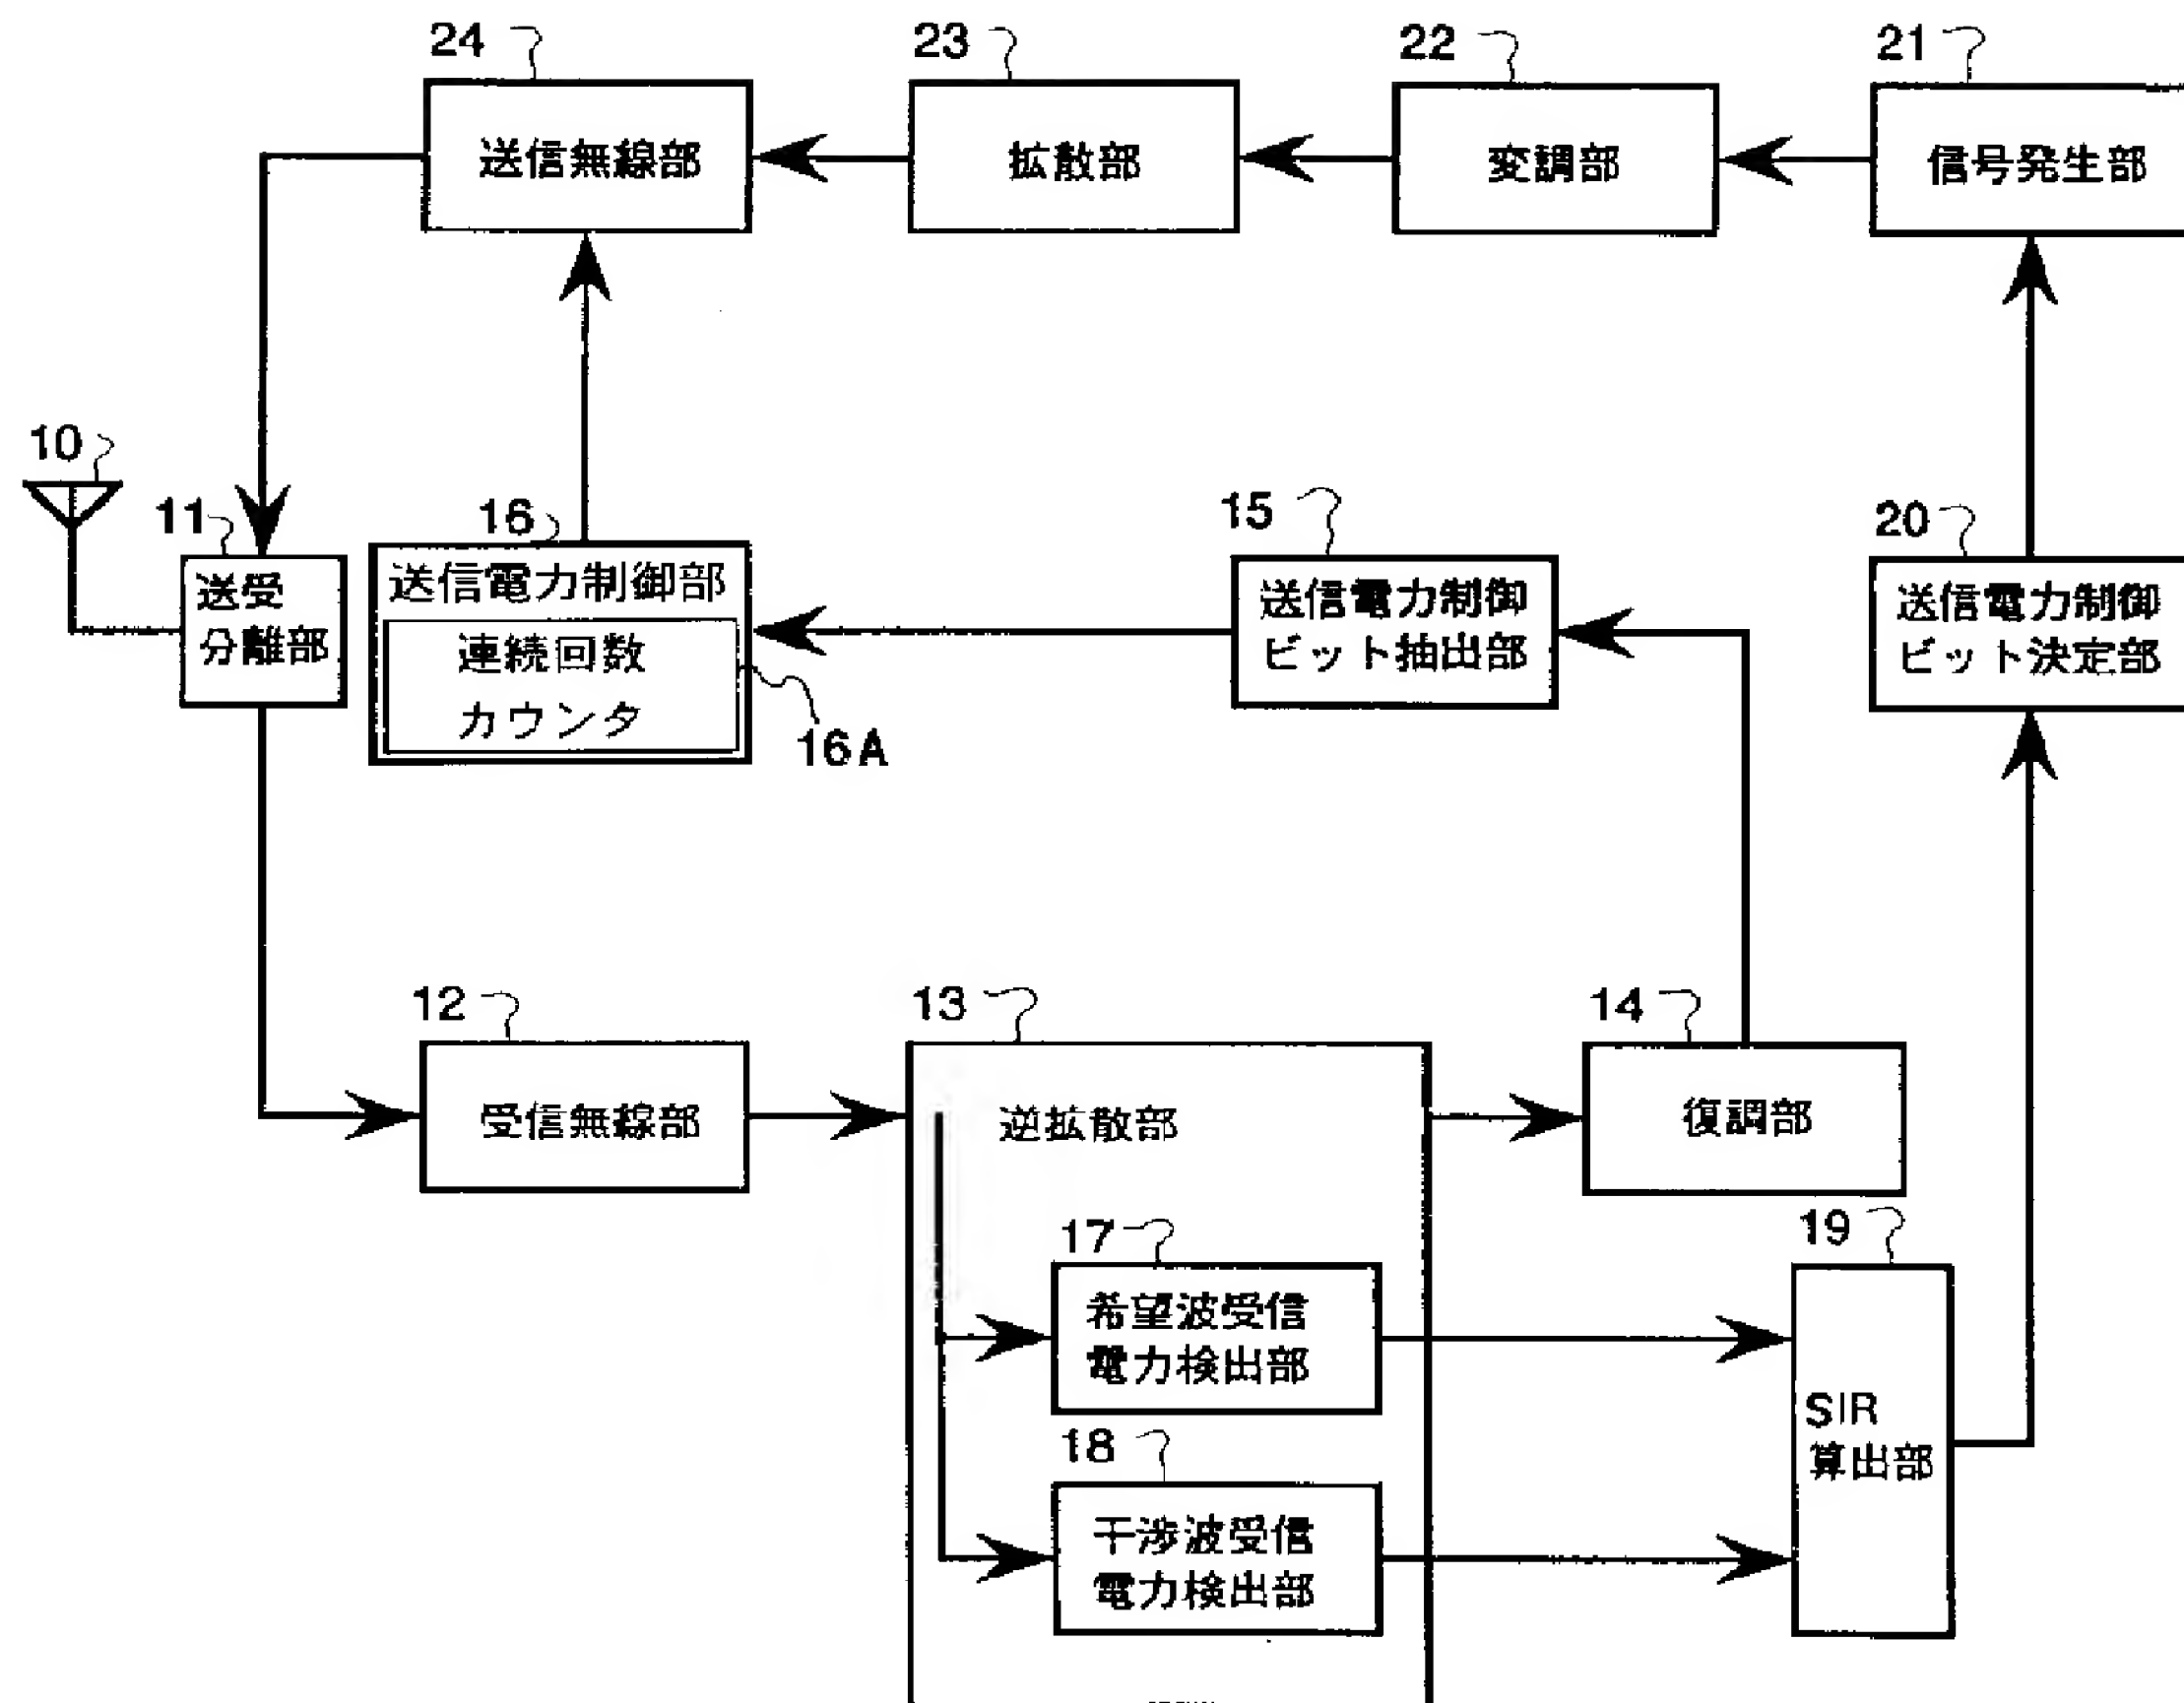 24
23
22
21
送信無線部
拡散部
変調部
信号発生部
10
11
16
15
20
送受
分離部
送信電力制御部
連続回数
カウンタ
16A
送信電力制御
ビット抽出部
送信電力制御
ビット決定部
12
13
14
受信無線部
逆拡散部
復調部
17
19
希望波受信
電力検出部
18
SIR
算出部
干渉波受信
電力検出部